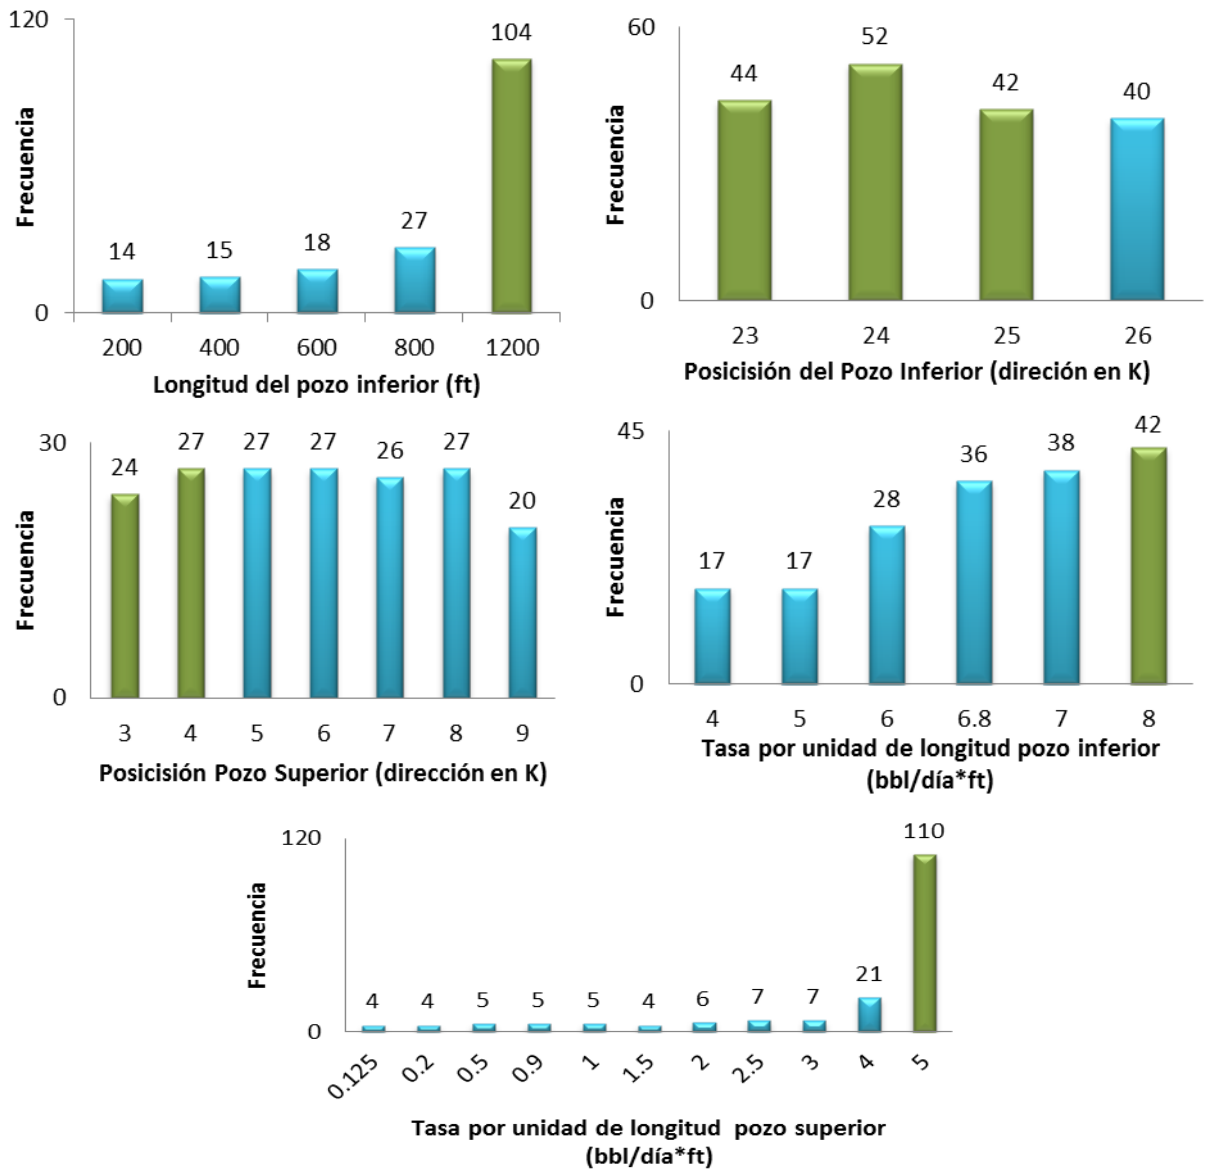 120
104
Frecuencia
27
18
15
14
0
200 400 600 800 1200
Longitud del pozo inferior (ft)
60
52
44
42
40
Frecuencia
0
23 24 25 26
Posicisión del Pozo Inferior (direción en K)
30
24 27 27 27 26 27 20
Frecuencia
0
3 4 5 6 7 8 9
Posicisión Pozo Superior (dirección en K)
45
17 17 28 36 38 42
Frecuencia
0
4 5 6 6.8 7 8
Tasa por unidad de longitud pozo inferior
(bbl/día*ft)
120
110
Frecuencia
4 4 5 5 5 4 6 7 7 21
0
0.125 0.2 0.5 0.9 1 1.5 2 2.5 3 4 5
Tasa por unidad de longitud pozo superior
(bbl/día*ft)